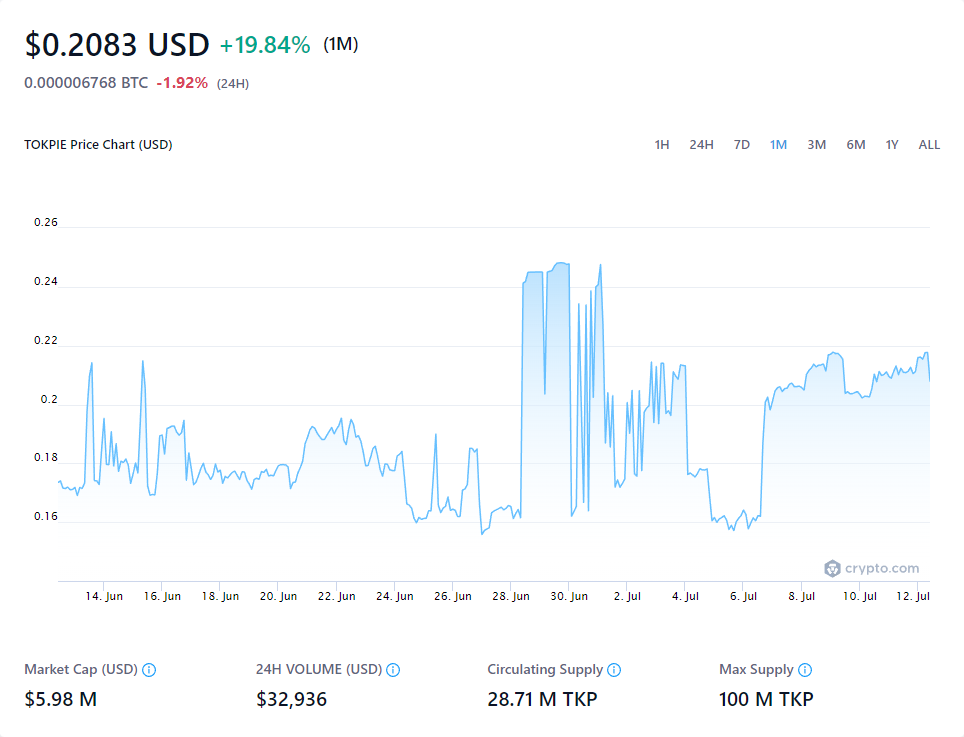 $0.2083 USD +19.84% (1M)
0.000006768 BTC -1.92% (24H)
TOKPIE Price Chart (USD) 1H 24H 7D 1M 3M 6M 1Y ALL
0.26
0.24
0.22
0.2
0.18
0.16
crypto.com
14. Jun 16. Jun 18. Jun 20. Jun 22. Jun 24. Jun 26. Jun 28. Jun 30. Jun 2. Jul 4. Jul 6. Jul 8. Jul 10. Jul 12. Jul
Market Cap (USD) 24H VOLUME (USD) Circulating Supply Max Supply
$5.98 M $32,936 28.71 M TKP 100 M TKP